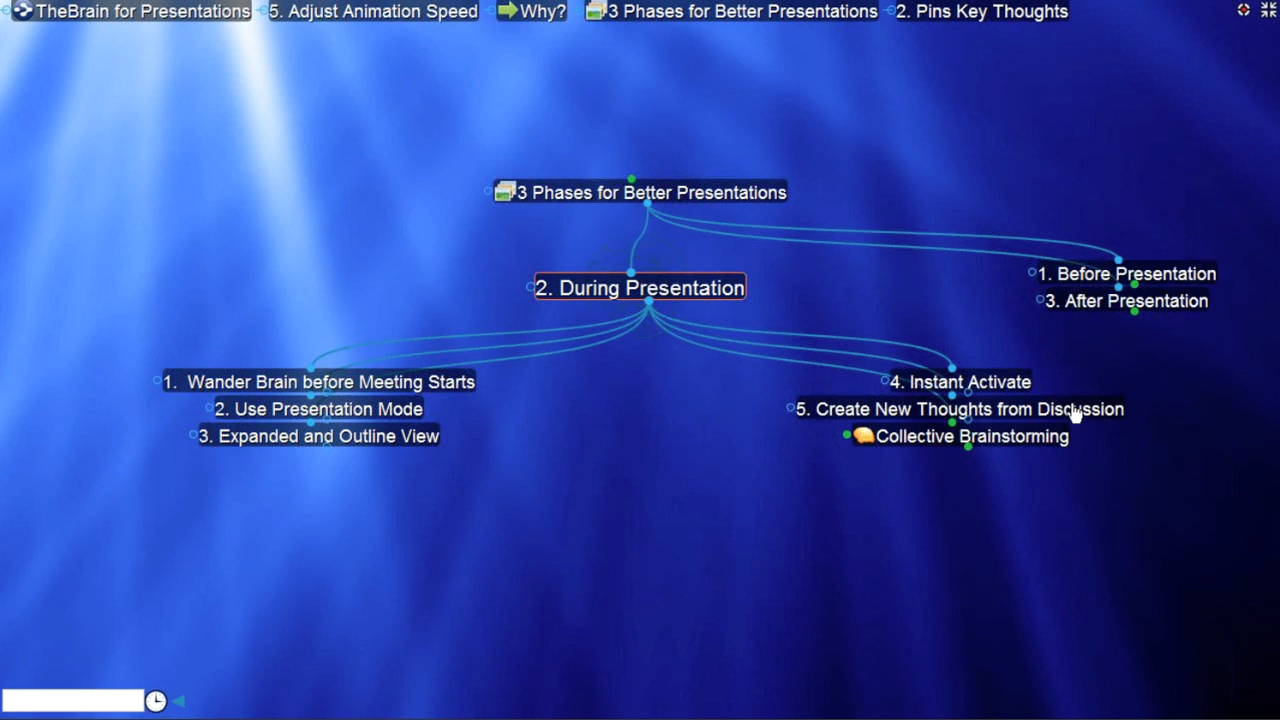 TheBrain for Presentations
5. Adjust Animation Speed
Why?
3 Phases for Better Presentations
2. Pins Key Thoughts
3 Phases for Better Presentations
2. During Presentation
1. Before Presentation
3. After Presentation
1. Wander Brain before Meeting Starts
2. Use Presentation Mode
3. Expanded and Outline View
4. Instant Activate
5. Create New Thoughts from Discussion
Collective Brainstorming